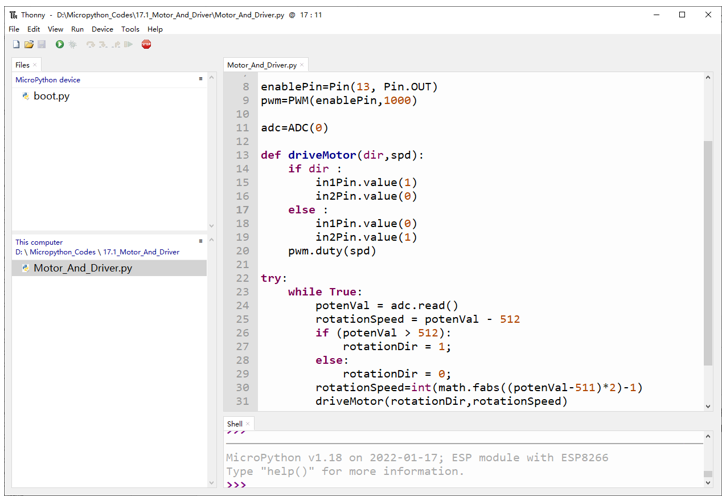 Thonny - D:\Micropython_Codes\17.1_Motor_And_Driver\Motor_And_Driver.py @ 17 : 11
File Edit View Run Device Tools Help
STOP
Files
MicroPython device
boot.py
This computer
D: \ Micropython_Codes \ 17.1_Motor_And_Driver
Motor_And_Driver.py
Motor_And_Driver.py
8 enablePin=Pin(13, Pin.OUT)
9 pwm=PWM(enablePin,1000)
10
11 adc=ADC(0)
12
13 def driveMotor(dir,spd):
14     if dir :
15         in1Pin.value(1)
16         in2Pin.value(0)
17     else :
18         in1Pin.value(0)
19         in2Pin.value(1)
20     pwm.duty(spd)
21
22 try:
23     while True:
24         potenVal = adc.read()
25         rotationSpeed = potenVal - 512
26         if (potenVal > 512):
27             rotationDir = 1;
28         else:
29             rotationDir = 0;
30         rotationSpeed=int(math.fabs((potenVal-511)*2)-1)
31         driveMotor(rotationDir,rotationSpeed)
Shell
>>>
MicroPython v1.18 on 2022-01-17; ESP module with ESP8266
Type "help()" for more information.
>>>